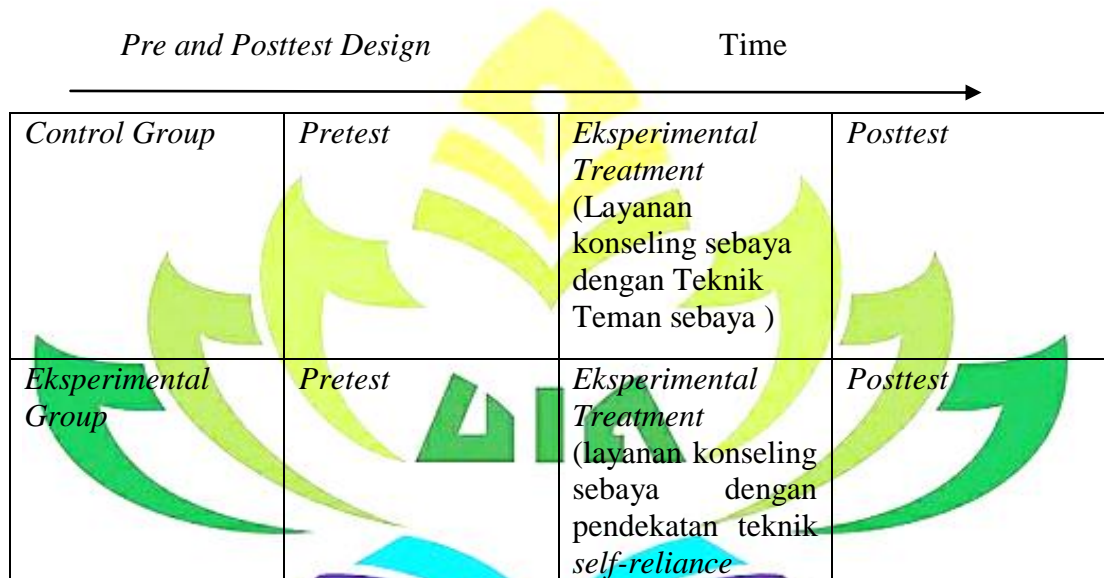 Pre and Posttest Design Time
Control Group Pretest Eksperimental Posttest
Treatment
(Layanan
konseling sebaya
dengan Teknik
Teman sebaya )
Eksperimental Pretest Eksperimental Posttest
Group Treatment
(layanan konseling
sebaya dengan
pendekatan teknik
self-reliance